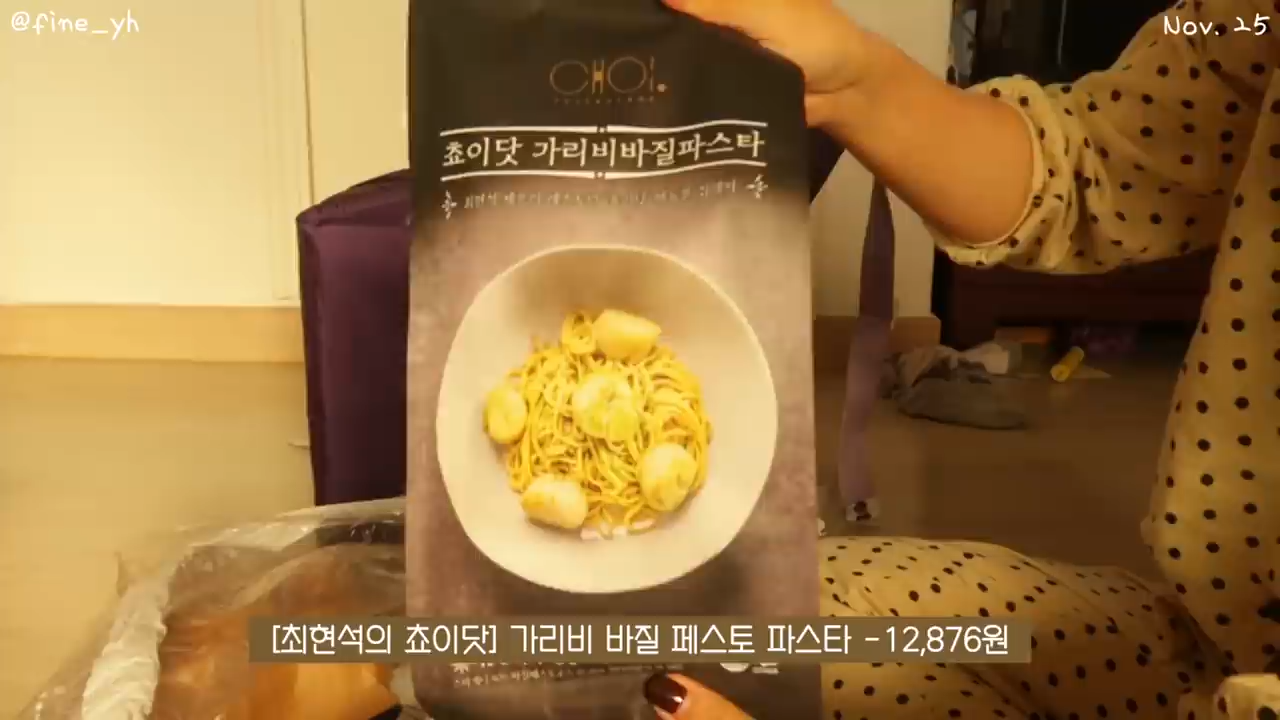 @fine_yh
Nov. 25
CHOI.
쵸이닷 가리비바질파스타
[최현석의 쵸이닷] 가리비 바질 페스토 파스타 -12,876원